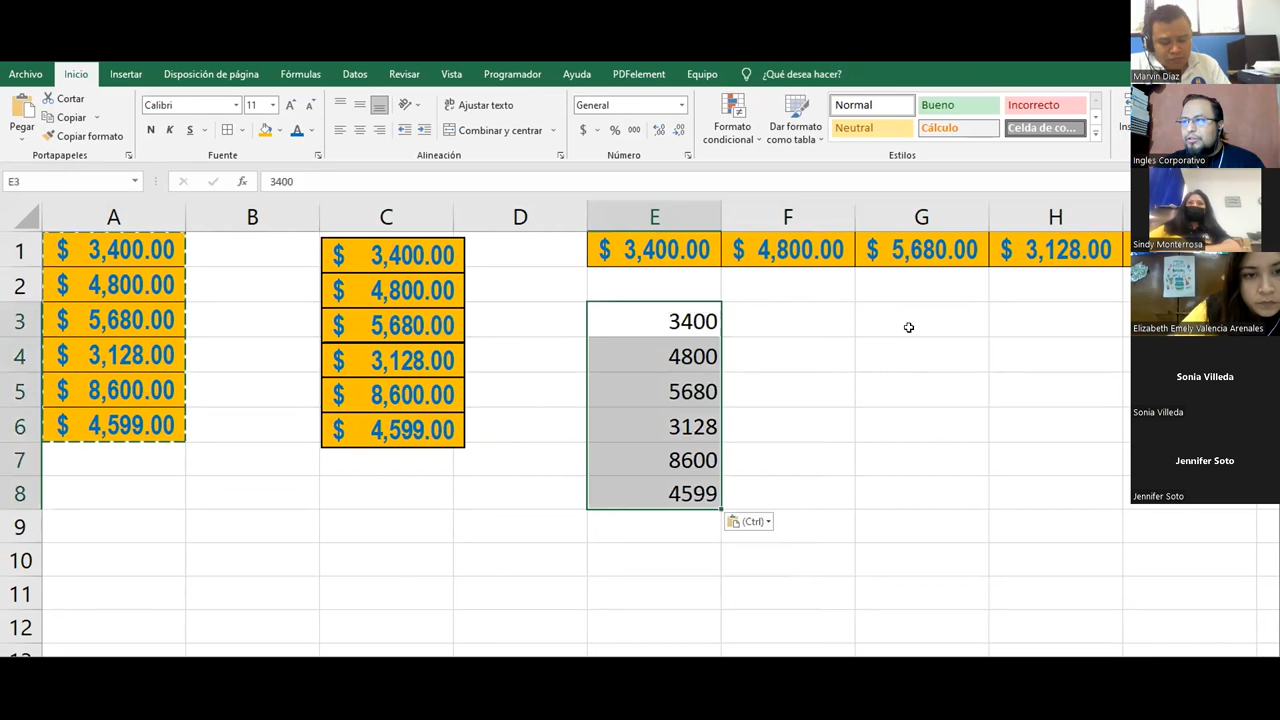 Archivo Inicio Insertar Disposición de página Fórmulas Datos Revisar Vista Programador Ayuda PDFelement Equipo ¿Qué desea hacer?
Pegar
Cortar
Copiar
Copiar formato
Portapapeles
Calibri 11
N K S
Fuente
Ajustar texto
Combinar y centrar
Alineación
General
$ % 000
Número
Formato condicional
Dar formato como tabla
Normal Bueno Incorrecto
Neutral Cálculo Celda de co...
Estilos
E3 fx 3400
A B C D E F G H
1 $ 3,400.00 $ 3,400.00 $ 3,400.00 $ 4,800.00 $ 5,680.00 $ 3,128.00
2 $ 4,800.00 $ 4,800.00
3 $ 5,680.00 $ 5,680.00 3400
4 $ 3,128.00 $ 3,128.00 4800
5 $ 8,600.00 $ 8,600.00 5680
6 $ 4,599.00 $ 4,599.00 3128
7 8600
8 4599
(Ctrl)
9
10
11
12
Marvin Diaz
Ingles Corporativo
Sindy Monterrosa
Elizabeth Emely Valencia Arenales
Sonia Villeda
Sonia Villeda
Jennifer Soto
Jennifer Soto